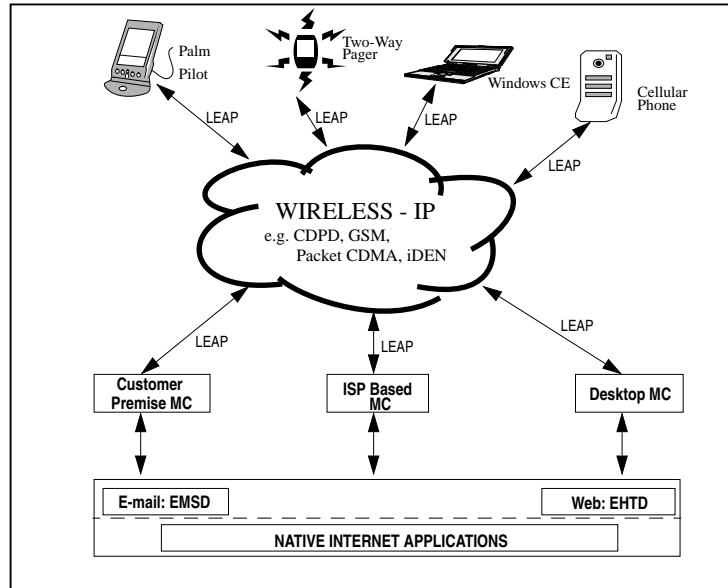 Palm
Pilot
Two-Way
Pager
Windows CE
Cellular
Phone
LEAP
LEAP
LEAP
LEAP
WIRELESS - IP
e.g. CDPD, GSM,
Packet CDMA, iDEN
LEAP
LEAP
LEAP
Customer
Premise MC
ISP Based
MC
Desktop MC
E-mail: EMSD
Web: EHTD
NATIVE INTERNET APPLICATIONS